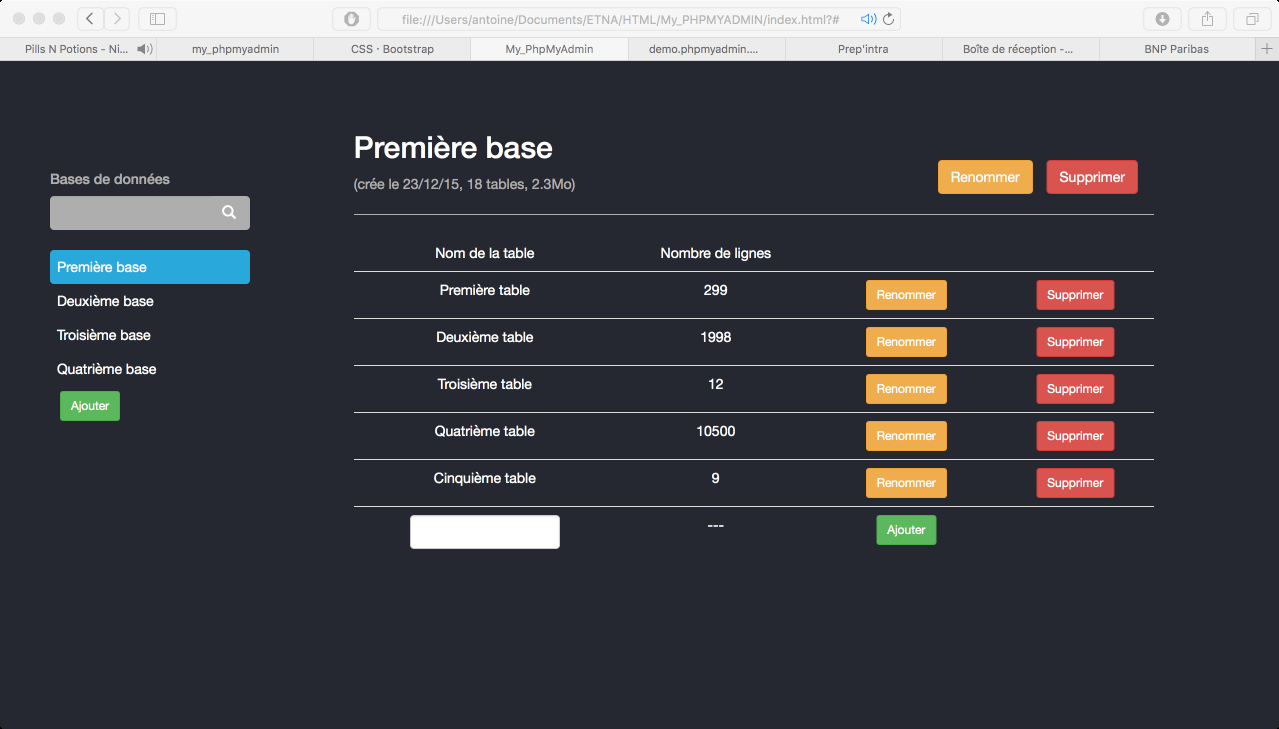 file:///Users/antoine/Documents/ETNA/HTML/My_PHPMYADMIN/index.html?#
Pills N Potions - Ni...
my_phpmyadmin
CSS · Bootstrap
My_PhpMyAdmin
demo.phpmyadmin....
Prep'intra
Boîte de réception -...
BNP Paribas
Bases de données
Première base
Deuxième base
Troisième base
Quatrième base
Ajouter
Première base
(crée le 23/12/15, 18 tables, 2.3Mo)
Renommer Supprimer
Nom de la table Nombre de lignes
Première table 299 Renommer Supprimer
Deuxième table 1998 Renommer Supprimer
Troisième table 12 Renommer Supprimer
Quatrième table 10500 Renommer Supprimer
Cinquième table 9 Renommer Supprimer
--- Ajouter